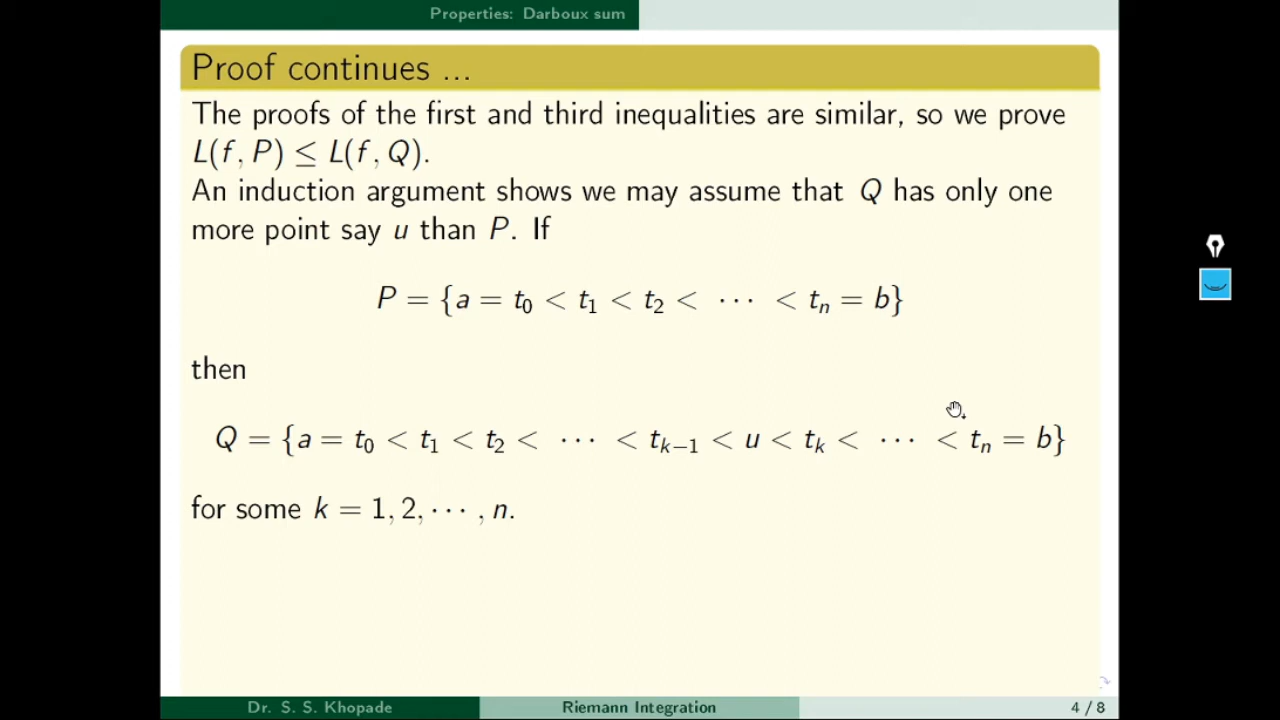 Properties: Darboux sum
Proof continues ...
The proofs of the first and third inequalities are similar, so we prove
L(f, P) ≤ L(f, Q).
An induction argument shows we may assume that Q has only one
more point say u than P. If
P = {a = t₀ < t₁ < t₂ < ⋯ < tₙ = b}
then
Q = {a = t₀ < t₁ < t₂ < ⋯ < tₖ₋₁ < u < tₖ < ⋯ < tₙ = b}
for some k = 1, 2, ⋯ , n.
Dr. S. S. Khopade Riemann Integration 4 / 8